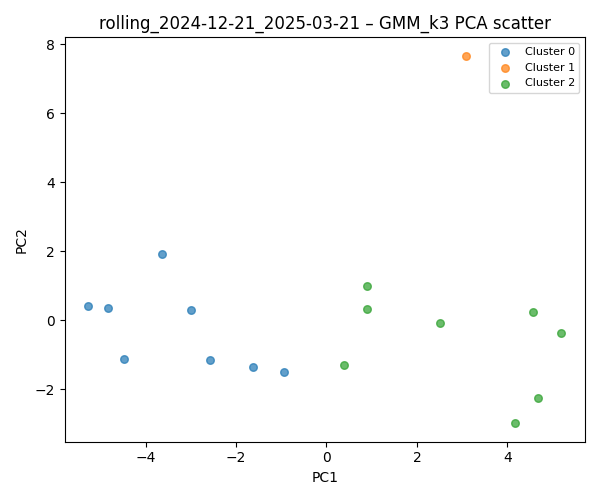 rolling_2024-12-21_2025-03-21 – GMM_k3 PCA scatter
Cluster 0
Cluster 1
Cluster 2
8
6
4
2
0
−2
PC2
−4
−2
0
2
4
PC1